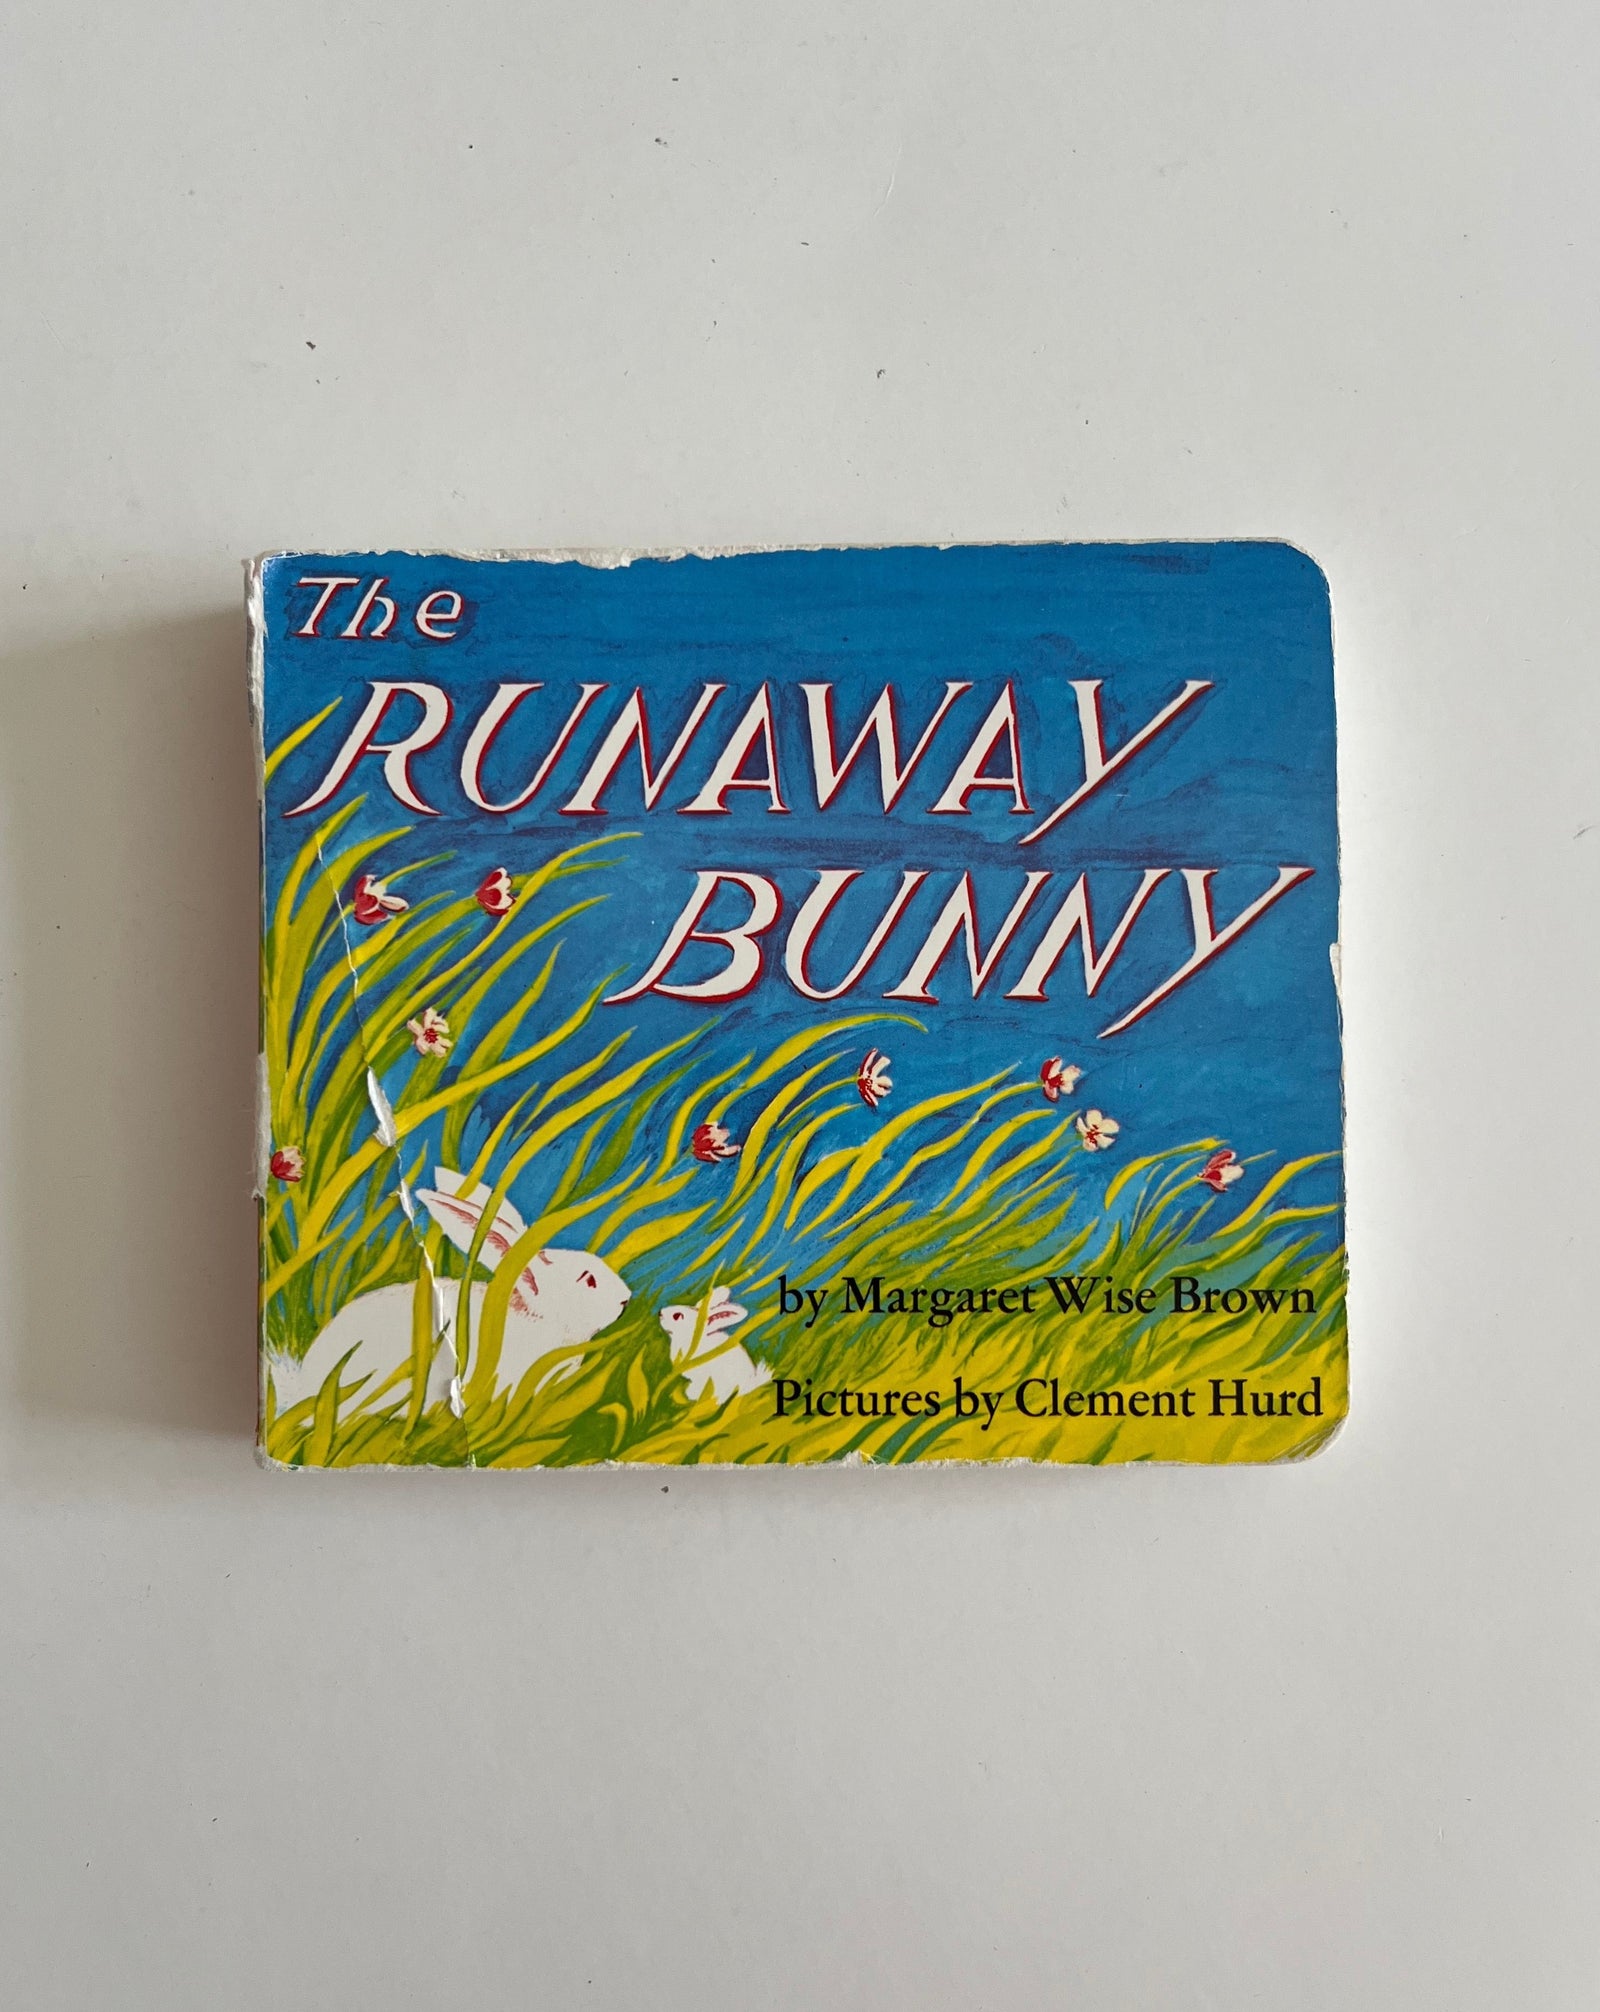 The
RUNAWAY
BUNNY
by Margaret Wise Brown
Pictures by Clement Hurd